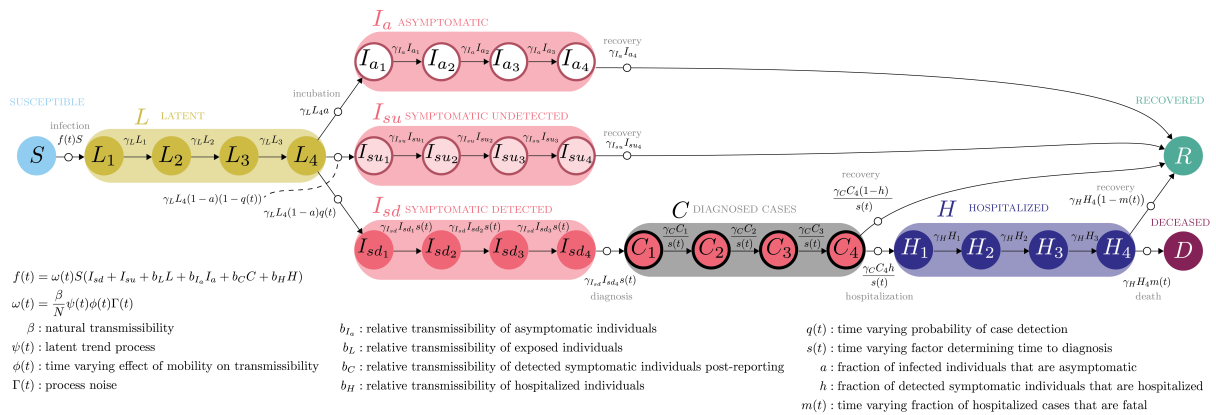 I_a ASYMPTOMATIC
recovery
γ_{I_a} I_{a_4}
I_{a_1} γ_{I_a} I_{a_1} I_{a_2} γ_{I_a} I_{a_2} I_{a_3} γ_{I_a} I_{a_3} I_{a_4}
incubation
γ_L L_4 a
SUSCEPTIBLE
infection
f(t)S
S
L LATENT
L_1 γ_L L_1 L_2 γ_L L_2 L_3 γ_L L_3 L_4
γ_L L_4(1−a)(1−q(t))
γ_L L_4(1−a)q(t)
I_{su} SYMPTOMATIC UNDETECTED
recovery
γ_{I_{su}} I_{su_4}
I_{su_1} γ_{I_{su}} I_{su_1} I_{su_2} γ_{I_{su}} I_{su_2} I_{su_3} γ_{I_{su}} I_{su_3} I_{su_4}
RECOVERED
R
I_{sd} SYMPTOMATIC DETECTED
I_{sd_1} γ_{I_{sd}} I_{sd_1} s(t) I_{sd_2} γ_{I_{sd}} I_{sd_2} s(t) I_{sd_3} γ_{I_{sd}} I_{sd_3} s(t) I_{sd_4}
γ_{I_{sd}} I_{sd_4} s(t)
diagnosis
C DIAGNOSED CASES
C_1 γ_C C_1 / s(t) C_2 γ_C C_2 / s(t) C_3 γ_C C_3 / s(t) C_4
recovery
γ_C C_4(1−h) / s(t)
γ_C C_4 h / s(t)
hospitalization
H HOSPITALIZED
H_1 γ_H H_1 H_2 γ_H H_2 H_3 γ_H H_3 H_4
recovery
γ_H H_4(1−m(t))
DECEASED
D
γ_H H_4 m(t)
death
f(t) = ω(t)S(I_{sd} + I_{su} + b_L L + b_{I_a} I_a + b_C C + b_H H)
ω(t) = β/N ψ(t)φ(t)Γ(t)
β : natural transmissibility
ψ(t) : latent trend process
φ(t) : time varying effect of mobility on transmissibility
Γ(t) : process noise
b_{I_a} : relative transmissibility of asymptomatic individuals
b_L : relative transmissibility of exposed individuals
b_C : relative transmissibility of detected symptomatic individuals post-reporting
b_H : relative transmissibility of hospitalized individuals
q(t) : time varying probability of case detection
s(t) : time varying factor determining time to diagnosis
a : fraction of infected individuals that are asymptomatic
h : fraction of detected symptomatic individuals that are hospitalized
m(t) : time varying fraction of hospitalized cases that are fatal